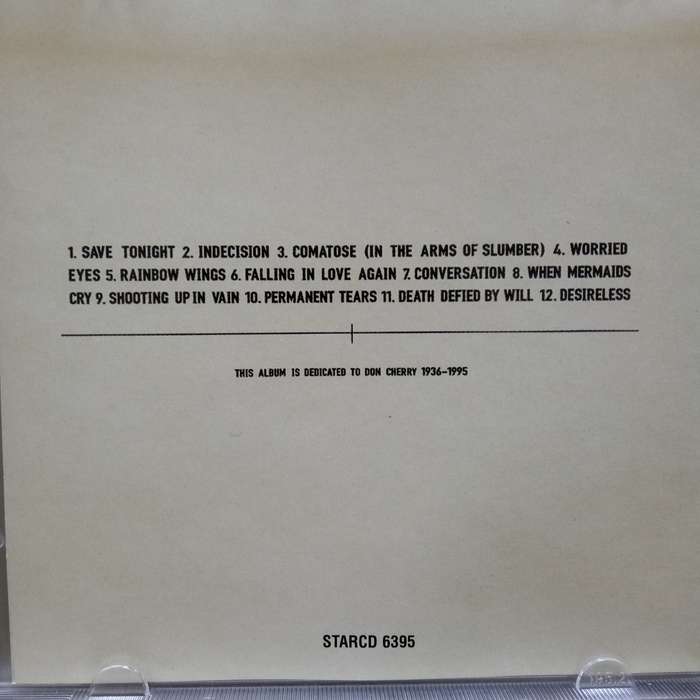 1. SAVE TONIGHT 2. INDECISION 3. COMATOSE (IN THE ARMS OF SLUMBER) 4. WORRIED
EYES 5. RAINBOW WINGS 6. FALLING IN LOVE AGAIN 7. CONVERSATION 8. WHEN MERMAIDS
CRY 9. SHOOTING UP IN VAIN 10. PERMANENT TEARS 11. DEATH DEFIED BY WILL 12. DESIRELESS
THIS ALBUM IS DEDICATED TO DON CHERRY 1936-1995
STARCD 6395